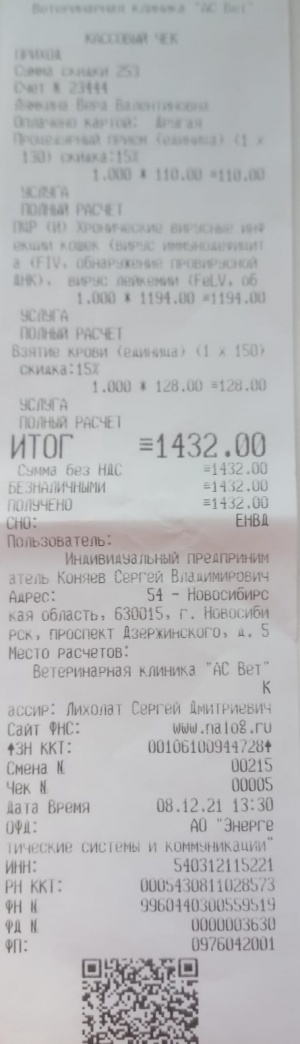 Ветеринарная клиника "АС Вет"
КАССОВЫЙ ЧЕК
ПРИХОД
Сумма скидки 253
Счет № 23444
Вера Валентиновна
Оплачено картой: Другая
Процедурный прием (единица) (1 x
130) скидка:15%
1.000 * 110.00 =110.00
УСЛУГА
ПОЛНЫЙ РАСЧЕТ
ПЦР (И) Хронические вирусные инф
екции кошек (вирус иммунодефицит
а (FIV, обнаружение провирусной
ДНК), вирус лейкемии (FeLV, об
1.000 * 1194.00 =1194.00
УСЛУГА
ПОЛНЫЙ РАСЧЕТ
Взятие крови (единица) (1 x 150)
скидка:15%
1.000 * 128.00 =128.00
УСЛУГА
ПОЛНЫЙ РАСЧЕТ
ИТОГ =1432.00
Сумма без НДС =1432.00
БЕЗНАЛИЧНЫМИ =1432.00
ПОЛУЧЕНО =1432.00
СНО: ЕНВД
Пользователь:
Индивидуальный предприним
атель Коняев Сергей Владимирович
Адрес: 54 - Новосибирс
кая область, 630015, г. Новосиби
рск, проспект Дзержинского, д. 5
Место расчетов:
Ветеринарная клиника "АС Вет"
К
ассир: Лихолат Сергей Дмитриевич
Сайт ФНС: www.nalog.ru
ЗН ККТ: 00106100944728
Смена № 00215
Чек № 00005
Дата Время 08.12.21 13:30
ОФД: АО "Энерге
тические системы и коммуникации"
ИНН: 540312115221
РН ККТ: 0005430811028573
ФН № 9960440300559519
ФД № 0000003630
ФП: 0976042001